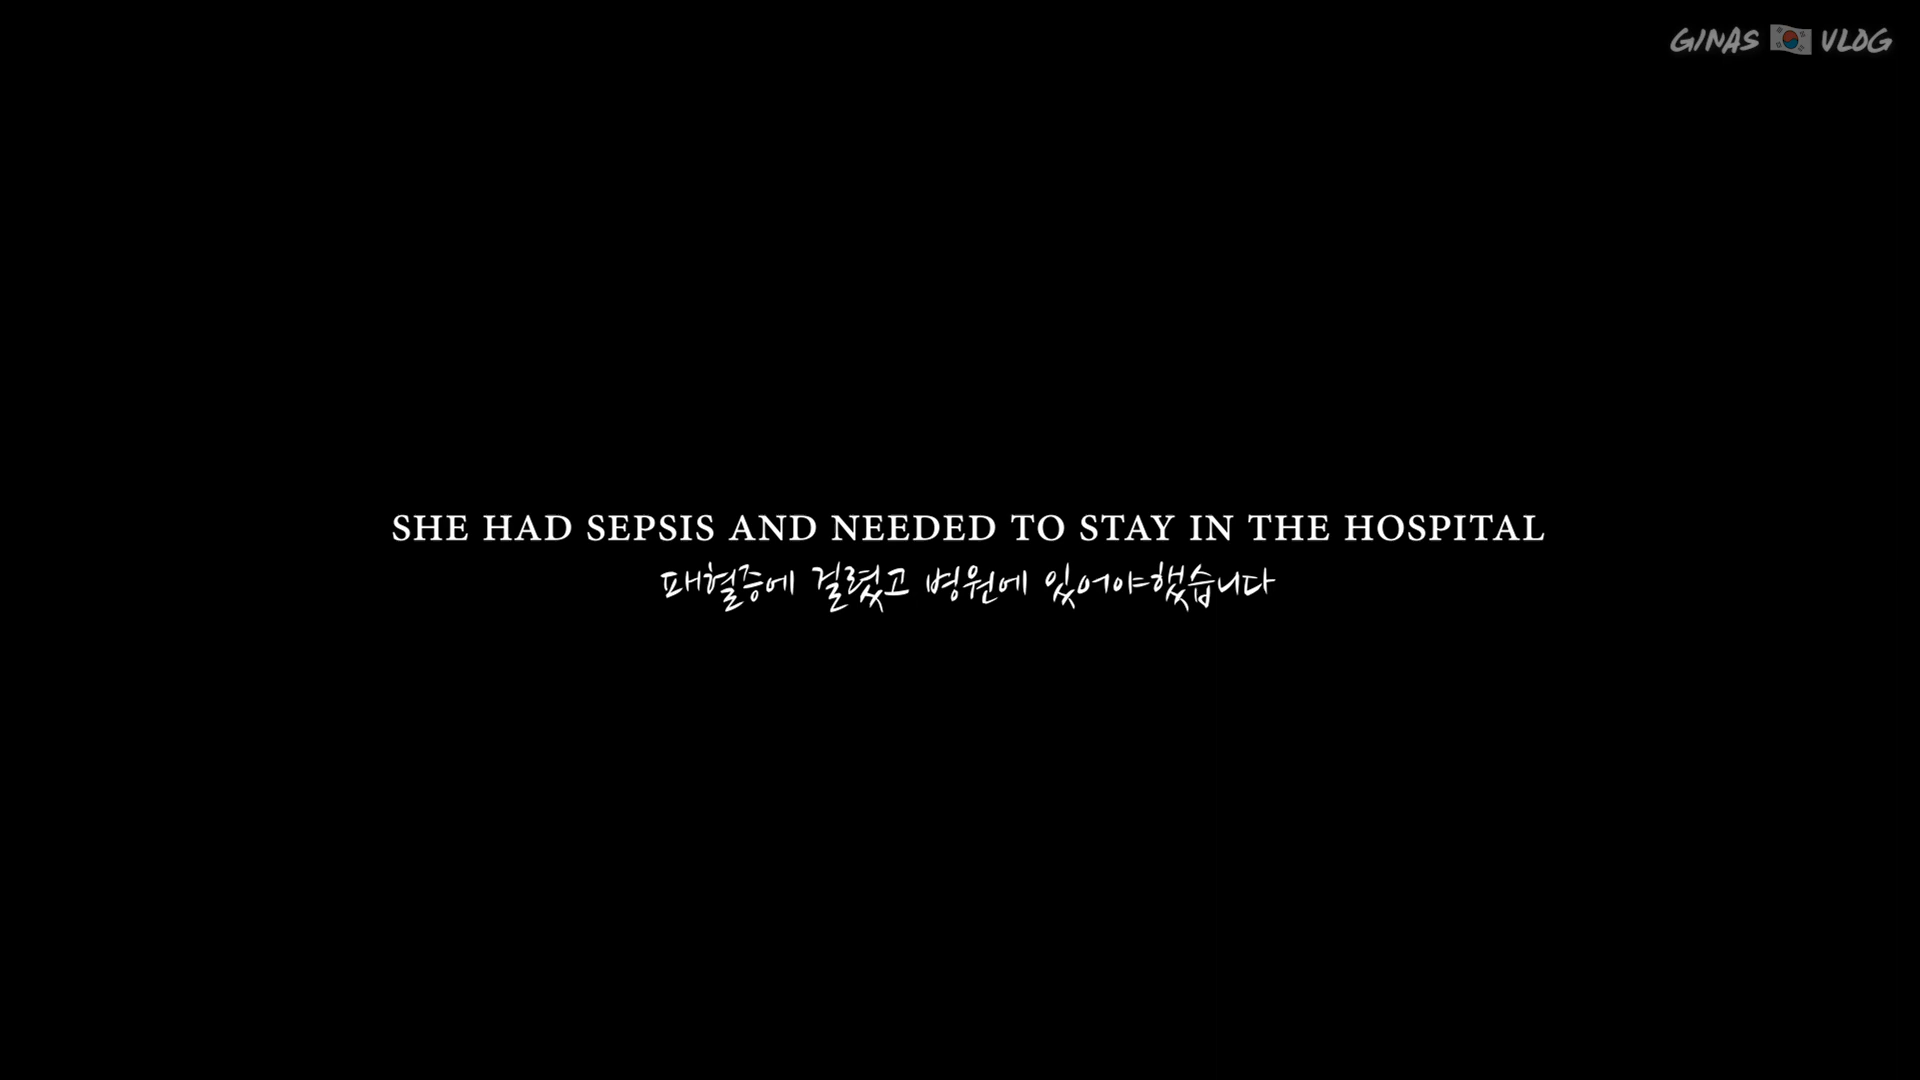 GINAS 🇰🇷 VLOG
SHE HAD SEPSIS AND NEEDED TO STAY IN THE HOSPITAL
패혈증에 걸렸고 병원에 있어야했습니다